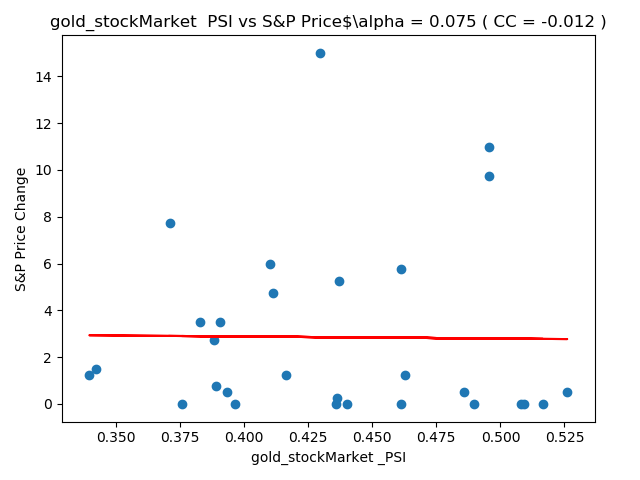 gold_stockMarket  PSI vs S&P Price$\alpha = 0.075 ( CC = -0.012 )
14
12
10
8
6
4
2
0
S&P Price Change
0.350 0.375 0.400 0.425 0.450 0.475 0.500 0.525
gold_stockMarket _PSI